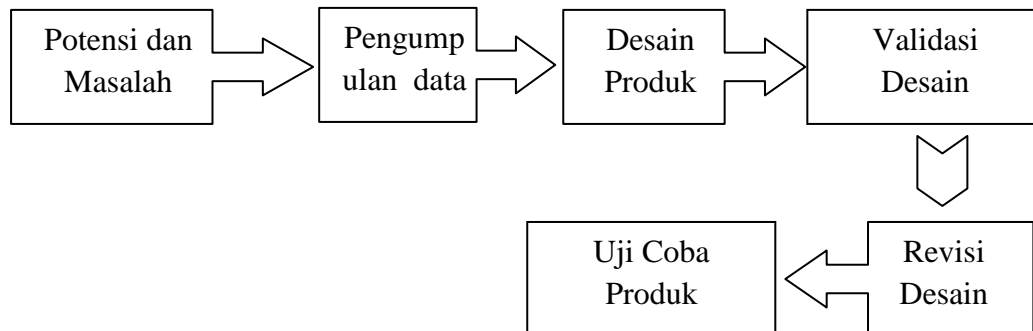 Potensi dan
Masalah
Pengump
ulan data
Desain
Produk
Validasi
Desain
Revisi
Desain
Uji Coba
Produk